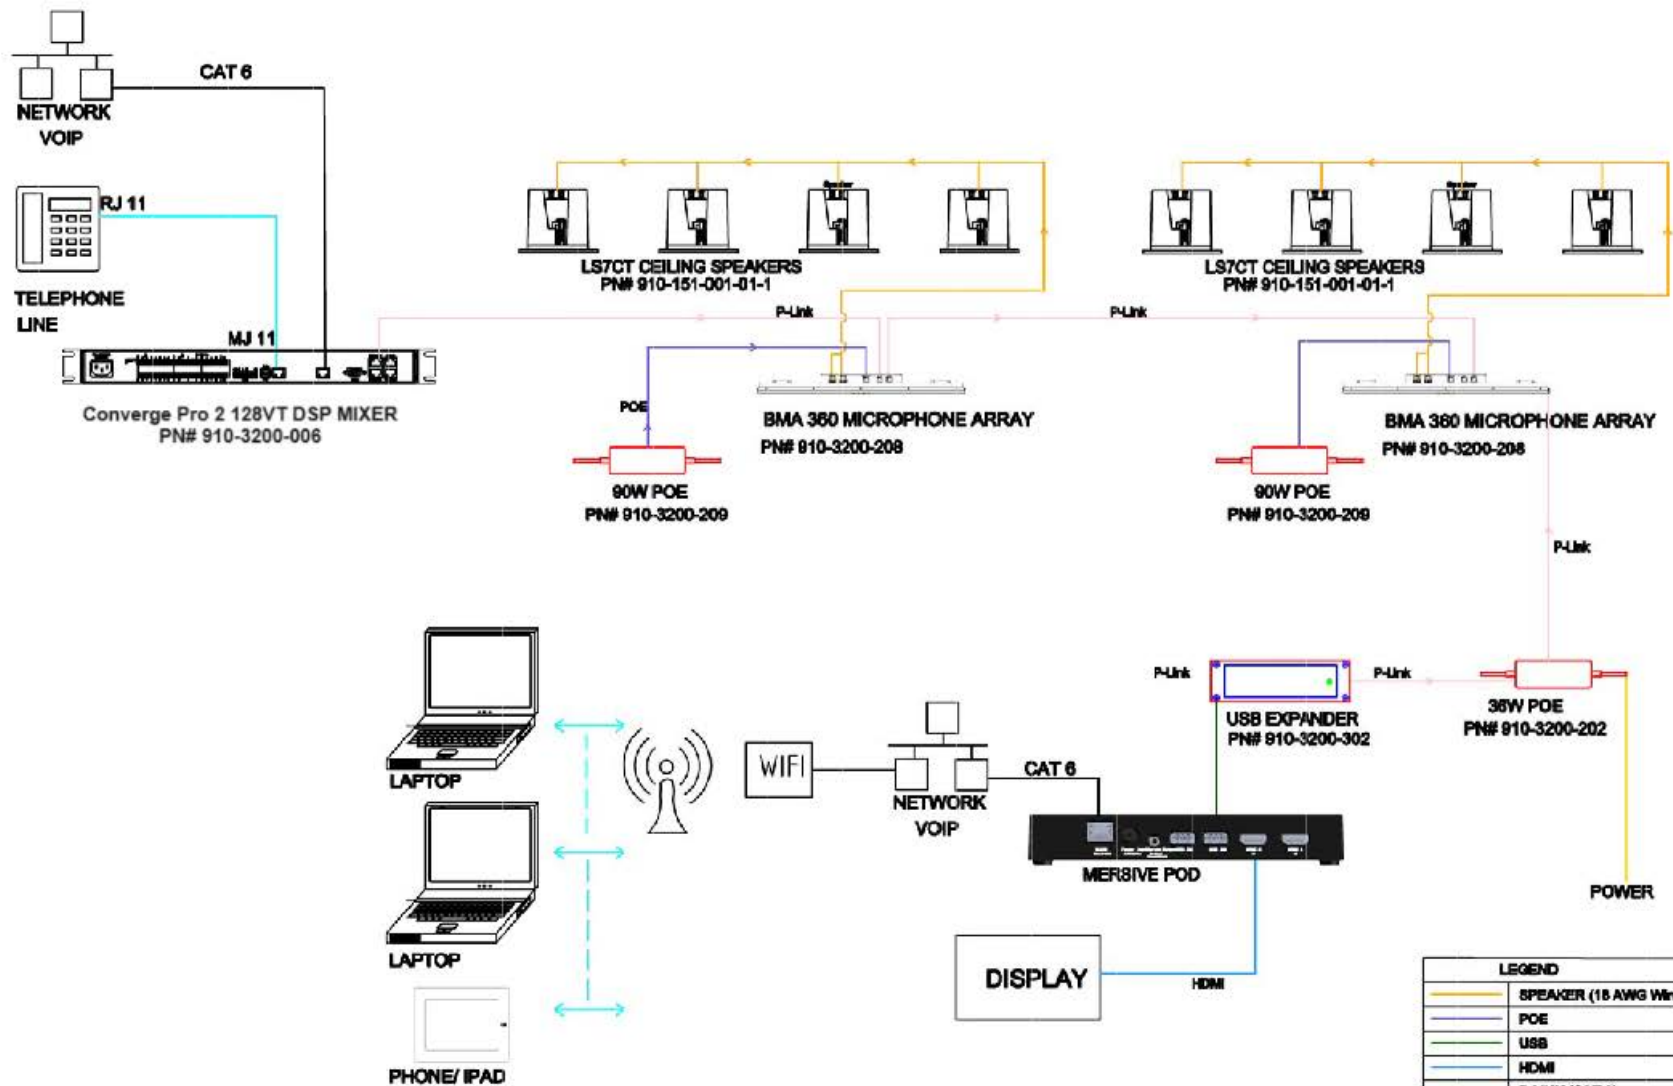 CAT 6
NETWORK
VOIP
RJ 11
TELEPHONE
LINE
MJ 11
Converge Pro 2 128VT DSP MIXER
PN# 910-3200-006
Speaker
LS7CT CEILING SPEAKERS
PN# 910-151-001-01-1
Speaker
LS7CT CEILING SPEAKERS
PN# 910-151-001-01-1
P-Link
P-Link
POE
BMA 360 MICROPHONE ARRAY
PN# 910-3200-208
BMA 360 MICROPHONE ARRAY
PN# 910-3200-208
90W POE
PN# 910-3200-209
90W POE
PN# 910-3200-209
P-Link
P-Link
P-Link
USB EXPANDER
PN# 910-3200-302
36W POE
PN# 910-3200-202
LAPTOP
WIFI
NETWORK
VOIP
CAT 6
MERSIVE POD
POWER
LAPTOP
DISPLAY
HDMI
PHONE/ IPAD
LEGEND
SPEAKER (18 AWG
POE
USB
HDMI